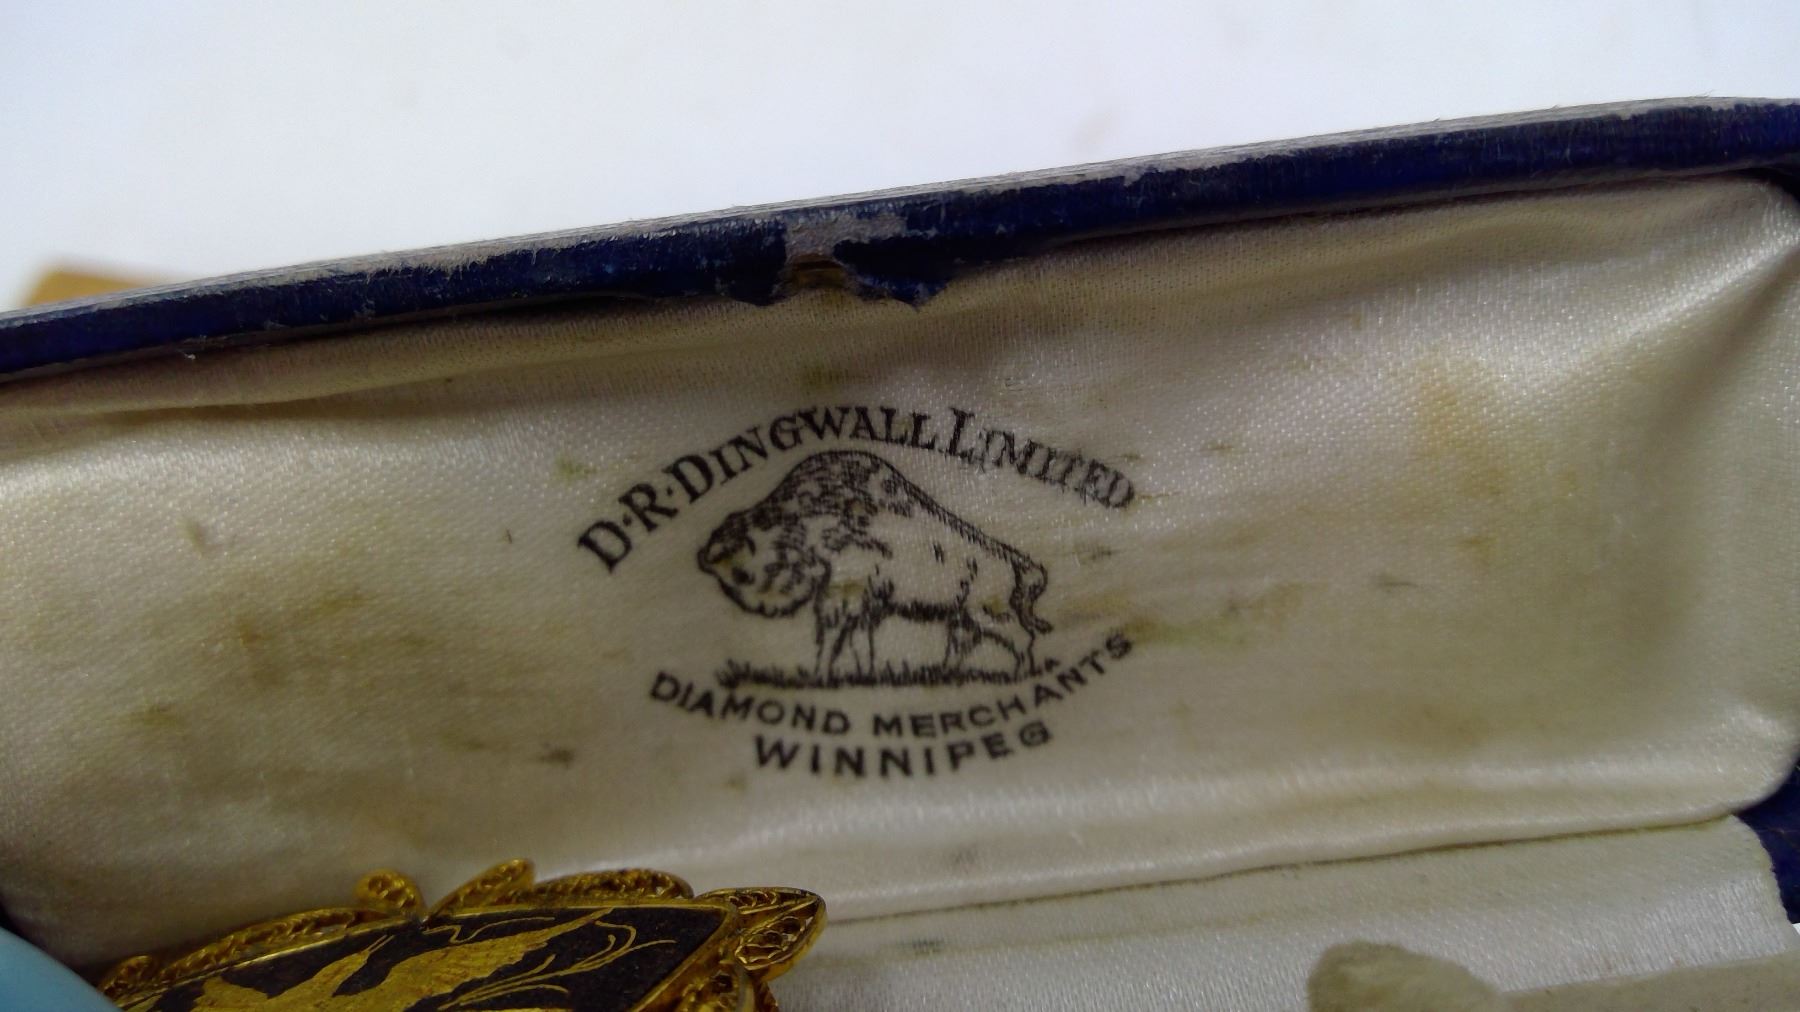 D·R·DINGWALL LIMITED
DIAMOND MERCHANTS
WINNIPEG